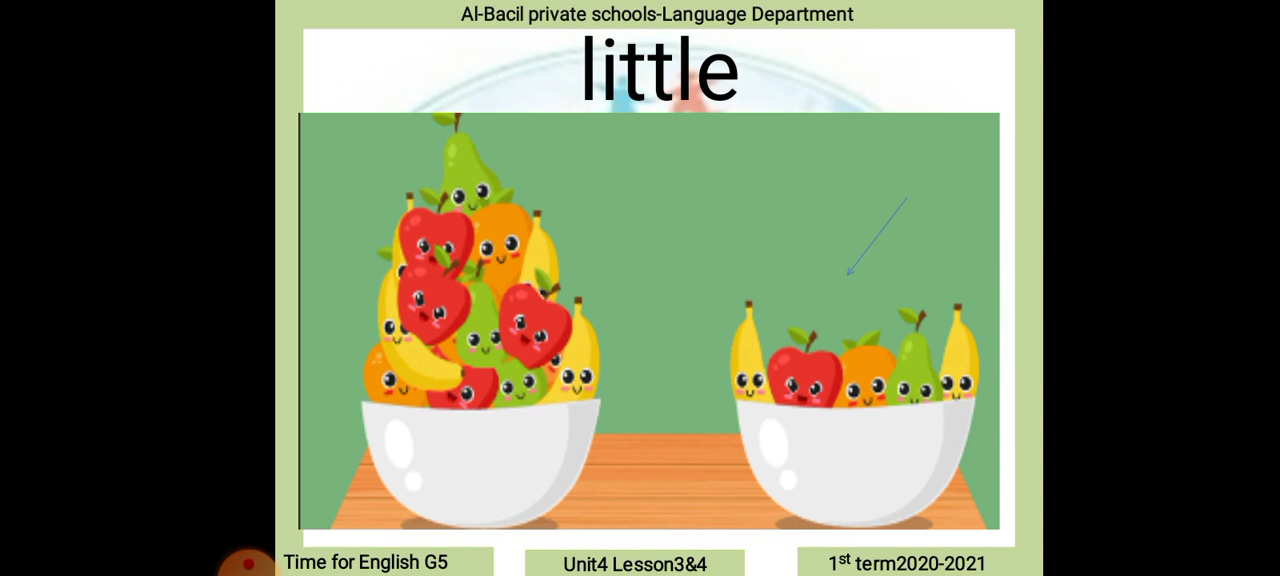 Al-Bacil private schools-Language Department
little
Time for English G5
Unit4 Lesson3&4
1st term2020-2021